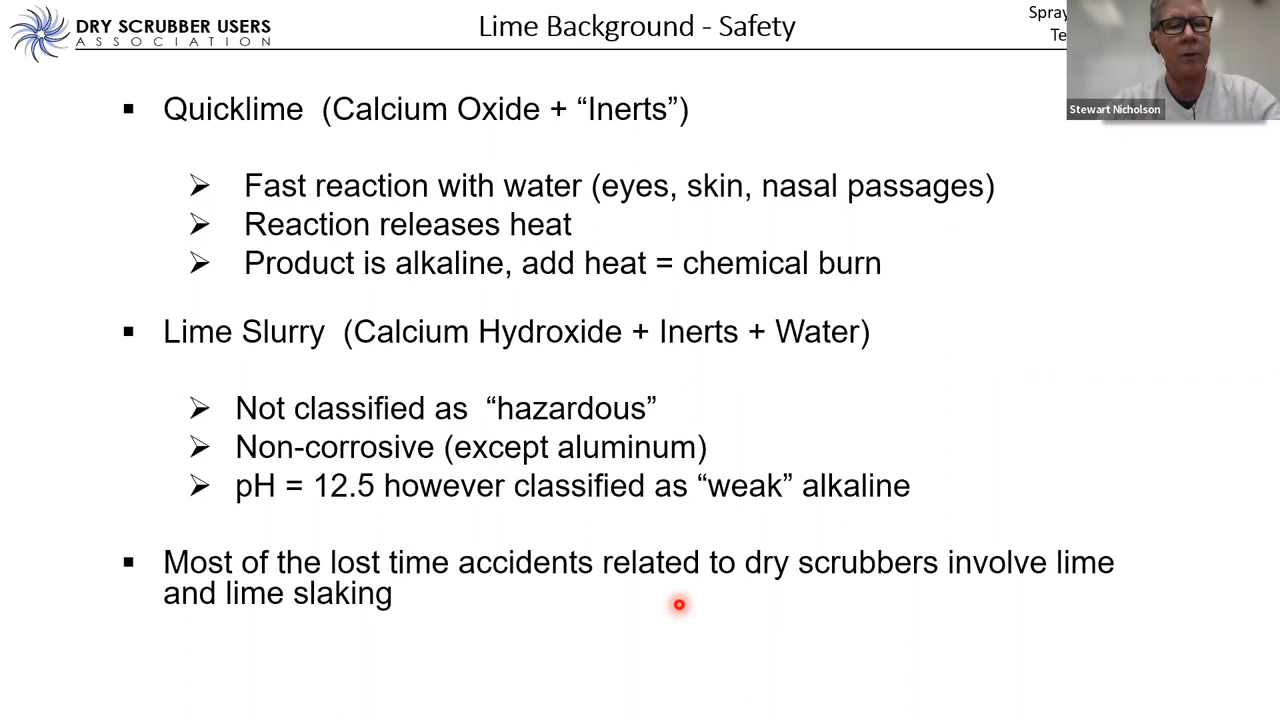 DRY SCRUBBER USERS
ASSOCIATION
Lime Background - Safety
Spray
Te
Stewart Nicholson
▪ Quicklime (Calcium Oxide + “Inerts”)
➢ Fast reaction with water (eyes, skin, nasal passages)
➢ Reaction releases heat
➢ Product is alkaline, add heat = chemical burn
▪ Lime Slurry (Calcium Hydroxide + Inerts + Water)
➢ Not classified as “hazardous”
➢ Non-corrosive (except aluminum)
➢ pH = 12.5 however classified as “weak” alkaline
▪ Most of the lost time accidents related to dry scrubbers involve lime
and lime slaking